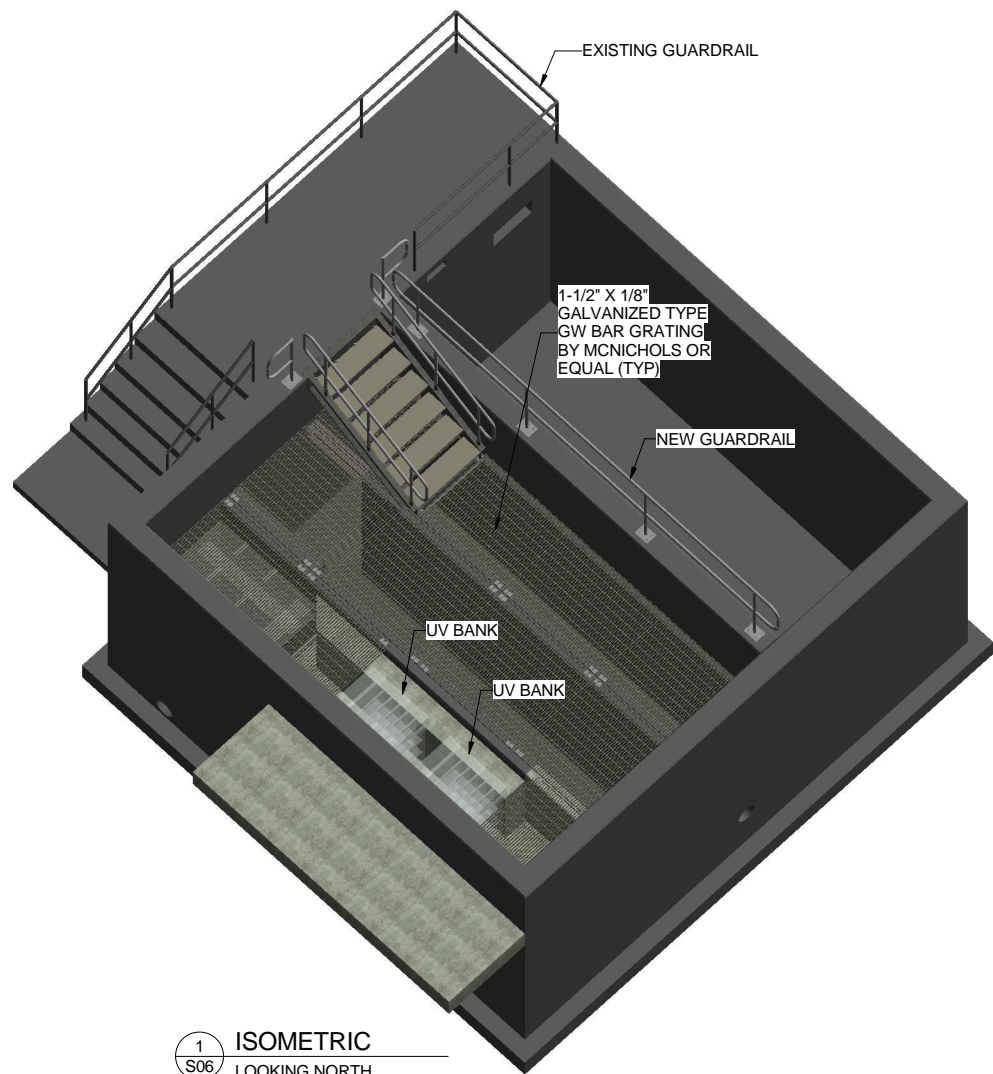 EXISTING GUARDRAIL
1-1/2" X 1/8"
GALVANIZED TYPE
GW BAR GRATING
BY MCNICHOLS OR
EQUAL (TYP)
NEW GUARDRAIL
UV BANK
UV BANK
1
S06
ISOMETRIC
LOOKING NORTH